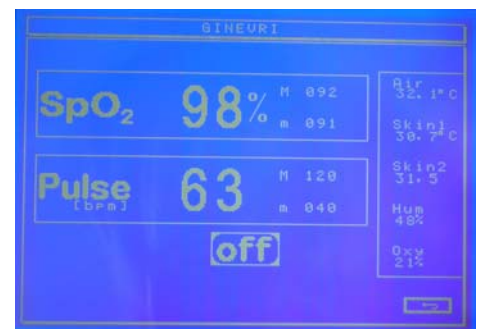 GINEVRI
SpO2 98% M 092
m 091
Pulse 63 M 120
[bpm] m 040
off
Air
32.1°C
Skin1
30.7°C
Skin2
31.5
Hum
48%
Oxy
21%